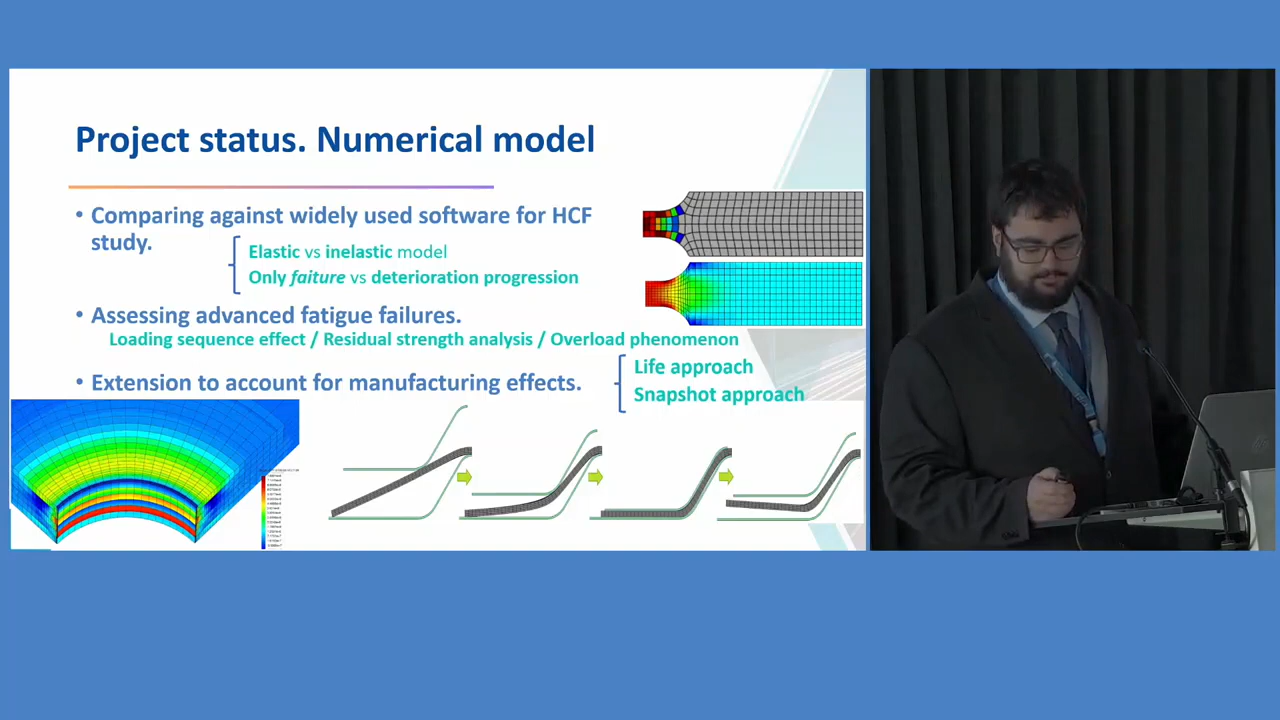 Project status. Numerical model
• Comparing against widely used software for HCF
study.
Elastic vs inelastic model
Only faiture vs deterioration progression
• Assessing advanced fatigue failures.
Loading sequence effect / Residual strength analysis / Overload phenomenon
• Extension to account for manufacturing effects.
Life approach
Snapshot approach